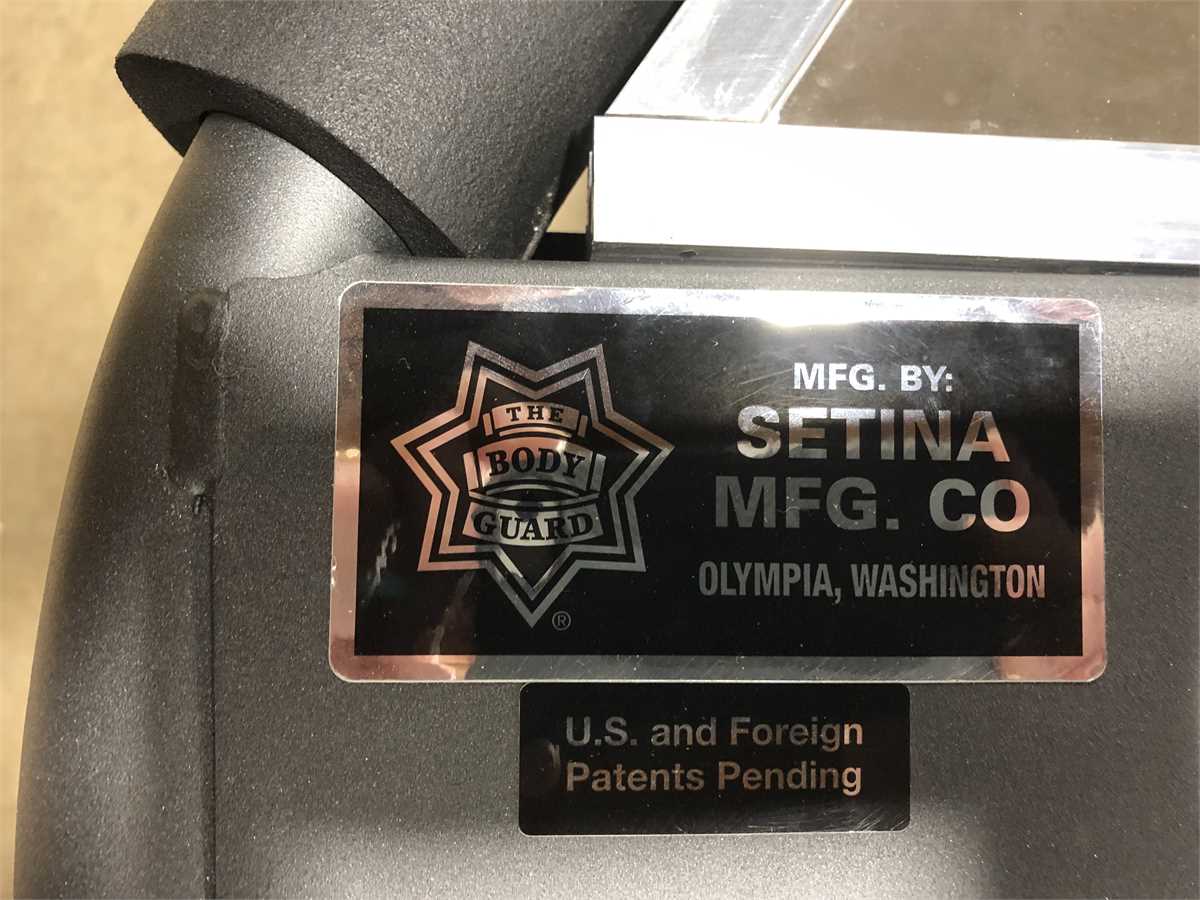 THE
BODY
GUARD
®
MFG. BY:
SETINA
MFG. CO
OLYMPIA, WASHINGTON
U.S. and Foreign
Patents Pending